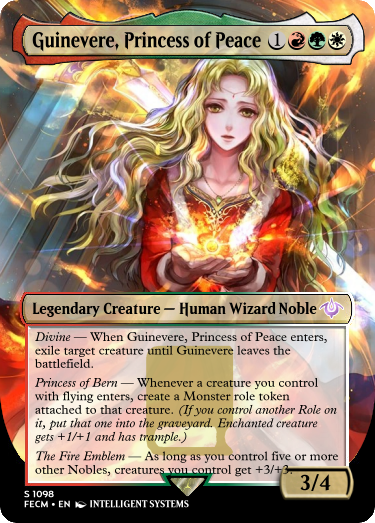 Guinevere, Princess of Peace 1
Legendary Creature — Human Wizard Noble
Divine — When Guinevere, Princess of Peace enters,
exile target creature until Guinevere leaves the
battlefield.
Princess of Bern — Whenever a creature you control
with flying enters, create a Monster role token
attached to that creature. (If you control another Role on
it, put that one into the graveyard. Enchanted creature
gets +1/+1 and has trample.)
The Fire Emblem — As long as you control five or more
other Nobles, creatures you control get +3/+3.
3/4
S 1098
FECM • EN INTELLIGENT SYSTEMS